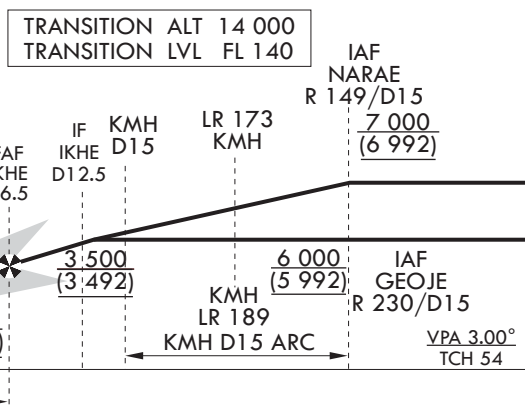 TRANSITION ALT 14 000
TRANSITION LVL FL 140
IAF
NARAE
R 149/D15
7 000
(6 992)
LR 173
KMH
KMH
D15
IF
IKHE
D12.5
6.5
3 500
(3 492)
6 000
(5 992)
IAF
GEOJE
R 230/D15
KMH
LR 189
KMH D15 ARC
VPA 3.00°
TCH 54